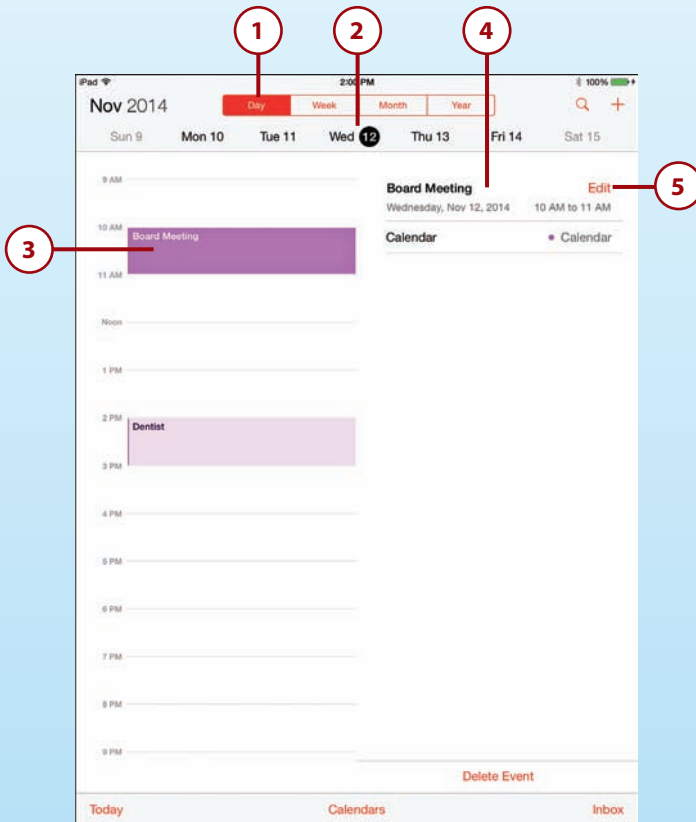 1
2
4
iPad 2:00 PM 100%
Nov 2014 Day Week Month Year
Sun 9 Mon 10 Tue 11 Wed 12 Thu 13 Fri 14 Sat 15
9 AM
Board Meeting Edit 5
Wednesday, Nov 12, 2014 10 AM to 11 AM
10 AM
Board Meeting Calendar • Calendar
3
11 AM
Noon
1 PM
2 PM
Dentist
3 PM
4 PM
5 PM
6 PM
7 PM
8 PM
9 PM
Delete Event
Today Calendars Inbox